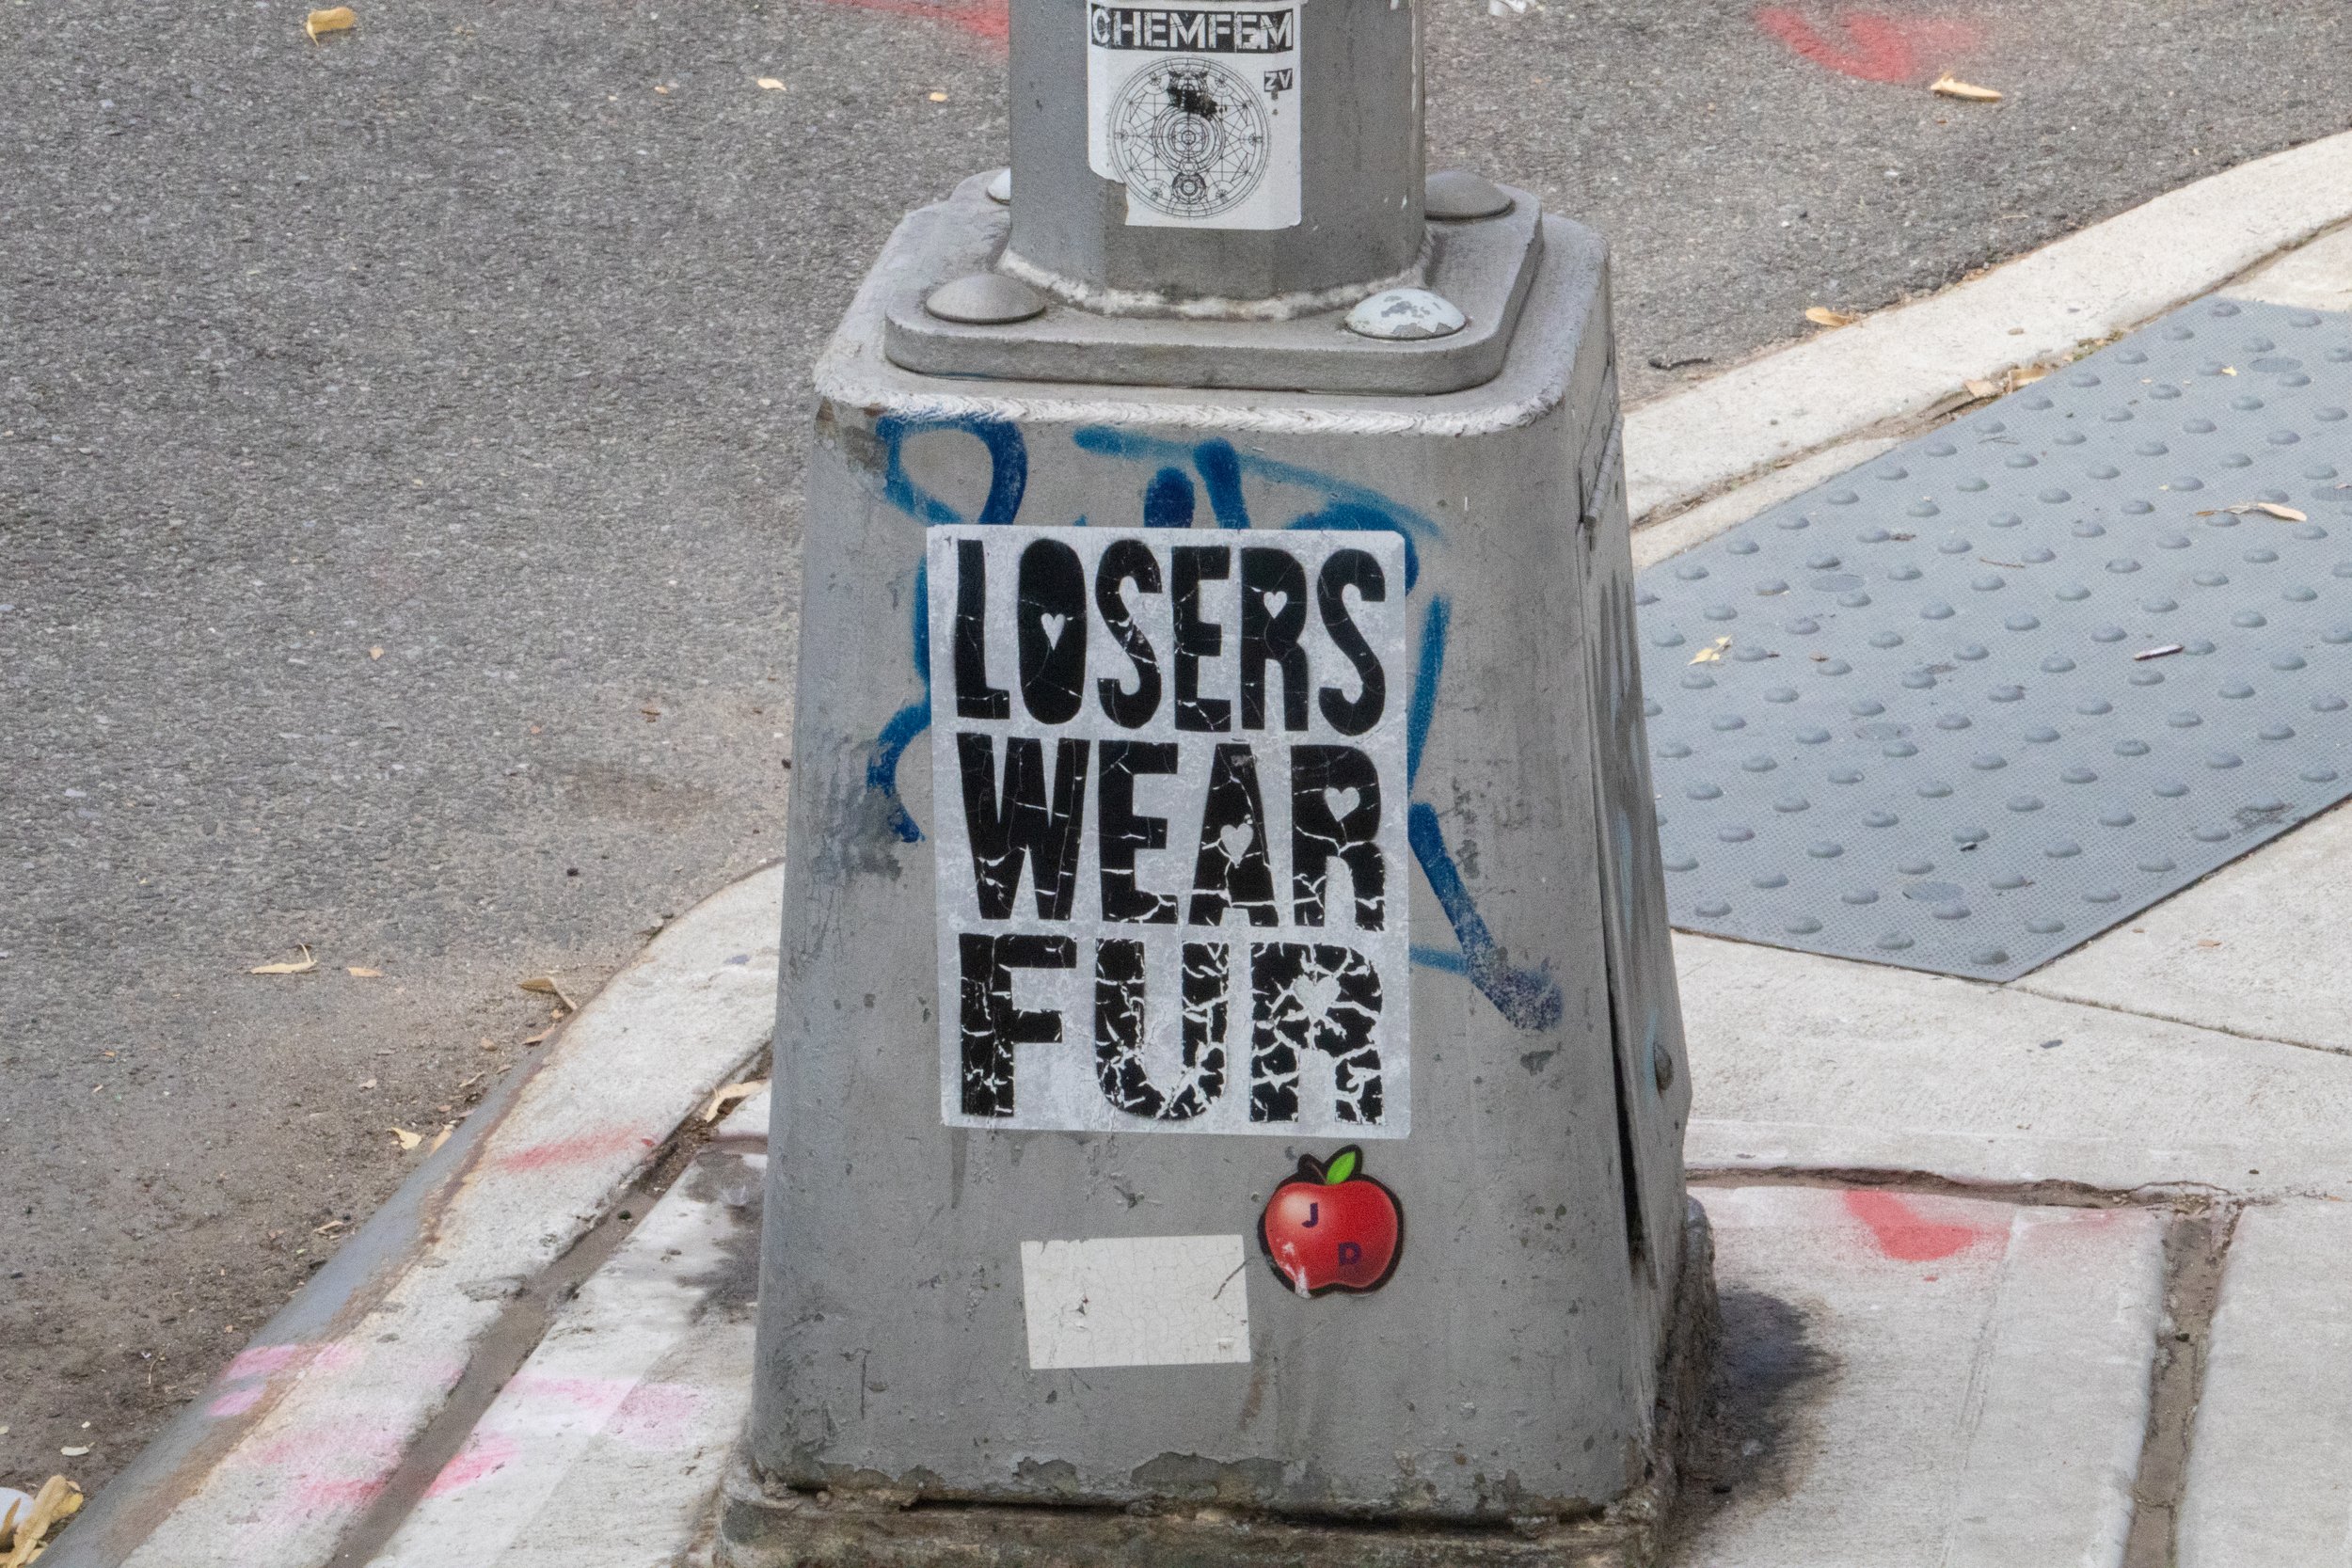 CHEMFEM
ZV
LOSERS
WEAR
FUR
J
D